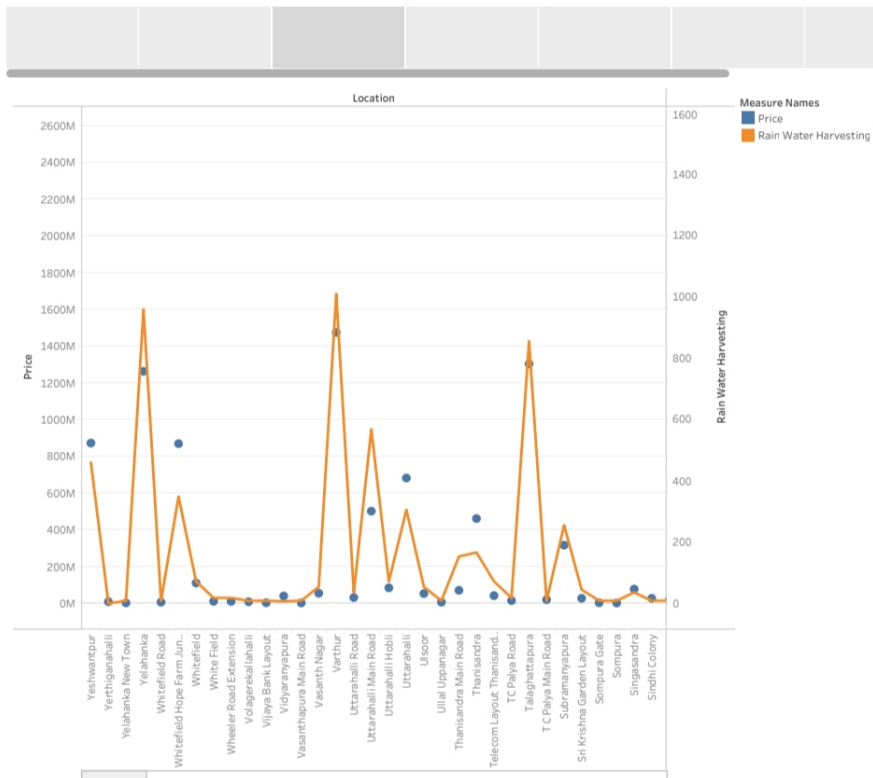 Location
Measure Names
Price
Rain Water Harvesting
2600M
2400M
2200M
2000M
1800M
1600M
1400M
1200M
1000M
800M
600M
400M
200M
0M
Price
1600
1400
1200
1000
800
600
400
200
0
Rain Water Harvesting
Yeshwantpur
Yerthiganahalli
Yelahanka New Town
Yelahanka
Whitefield Road
Whitefield Hope Farm Jun..
Whitefield
White Field
Wheeler Road Extension
Volagerekallahalli
Vijaya Bank Layout
Vidyaranyapura
Vasanthapura Main Road
Vasanth Nagar
Varthur
Uttarahalli Road
Uttarahalli Main Road
Uttarahalli Hobli
Uttarahalli
Ulsoor
Ullal Uppanagar
Thanisandra Main Road
Thanisandra
Telecom Layout Thanisand..
TC Palya Road
Talaghattapura
T C Palya Main Road
Subramanyapura
Sri Krishna Garden Layout
Sompura Gate
Sompura
Singasandra
Sindhi Colony